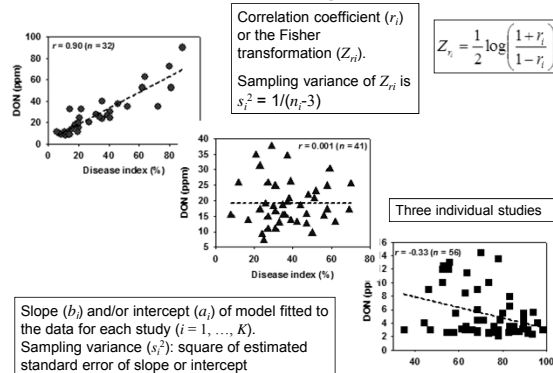 r = 0.90 (n = 32)
DON (ppm)
100
80
60
40
20
0
0 20 40 60 80
Disease index (%)
Correlation coefficient (ri)
or the Fisher
transformation (Zri).
Sampling variance of Zri is
si2 = 1/(ni-3)
Zri = 1/2 log(1+ri/1−ri)
r = 0.001 (n = 41)
DON (ppm)
40
35
30
25
20
15
10
5
0 20 40 60 80
Disease index (%)
Three individual studies
r = -0.33 (n = 56)
DON (pp
16
14
12
10
8
6
4
2
0
40 60 80 100
Slope (bi) and/or intercept (ai) of model fitted to
the data for each study (i = 1, …, K).
Sampling variance (si2): square of estimated
standard error of slope or intercept